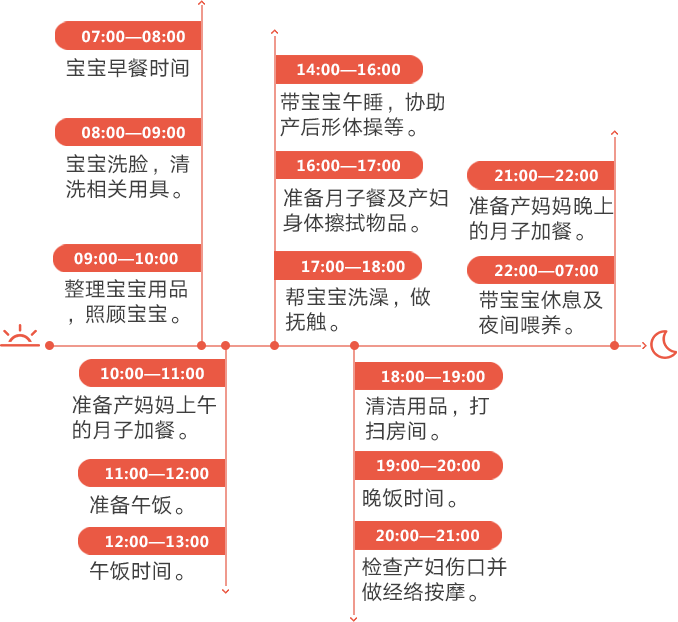 07:00—08:00
宝宝早餐时间
08:00—09:00
宝宝洗脸，清
洗相关用具。
09:00—10:00
整理宝宝用品
，照顾宝宝。
10:00—11:00
准备产妈妈上午
的月子加餐。
11:00—12:00
准备午饭。
12:00—13:00
午饭时间。
14:00—16:00
带宝宝午睡，协助
产后形体操等。
16:00—17:00
准备月子餐及产妇
身体擦拭物品。
17:00—18:00
帮宝宝洗澡，做
抚触。
18:00—19:00
清洁用品，打
扫房间。
19:00—20:00
晚饭时间。
20:00—21:00
检查产妇伤口并
做经络按摩。
21:00—22:00
准备产妈妈晚上
的月子加餐。
22:00—07:00
带宝宝休息及
夜间喂养。